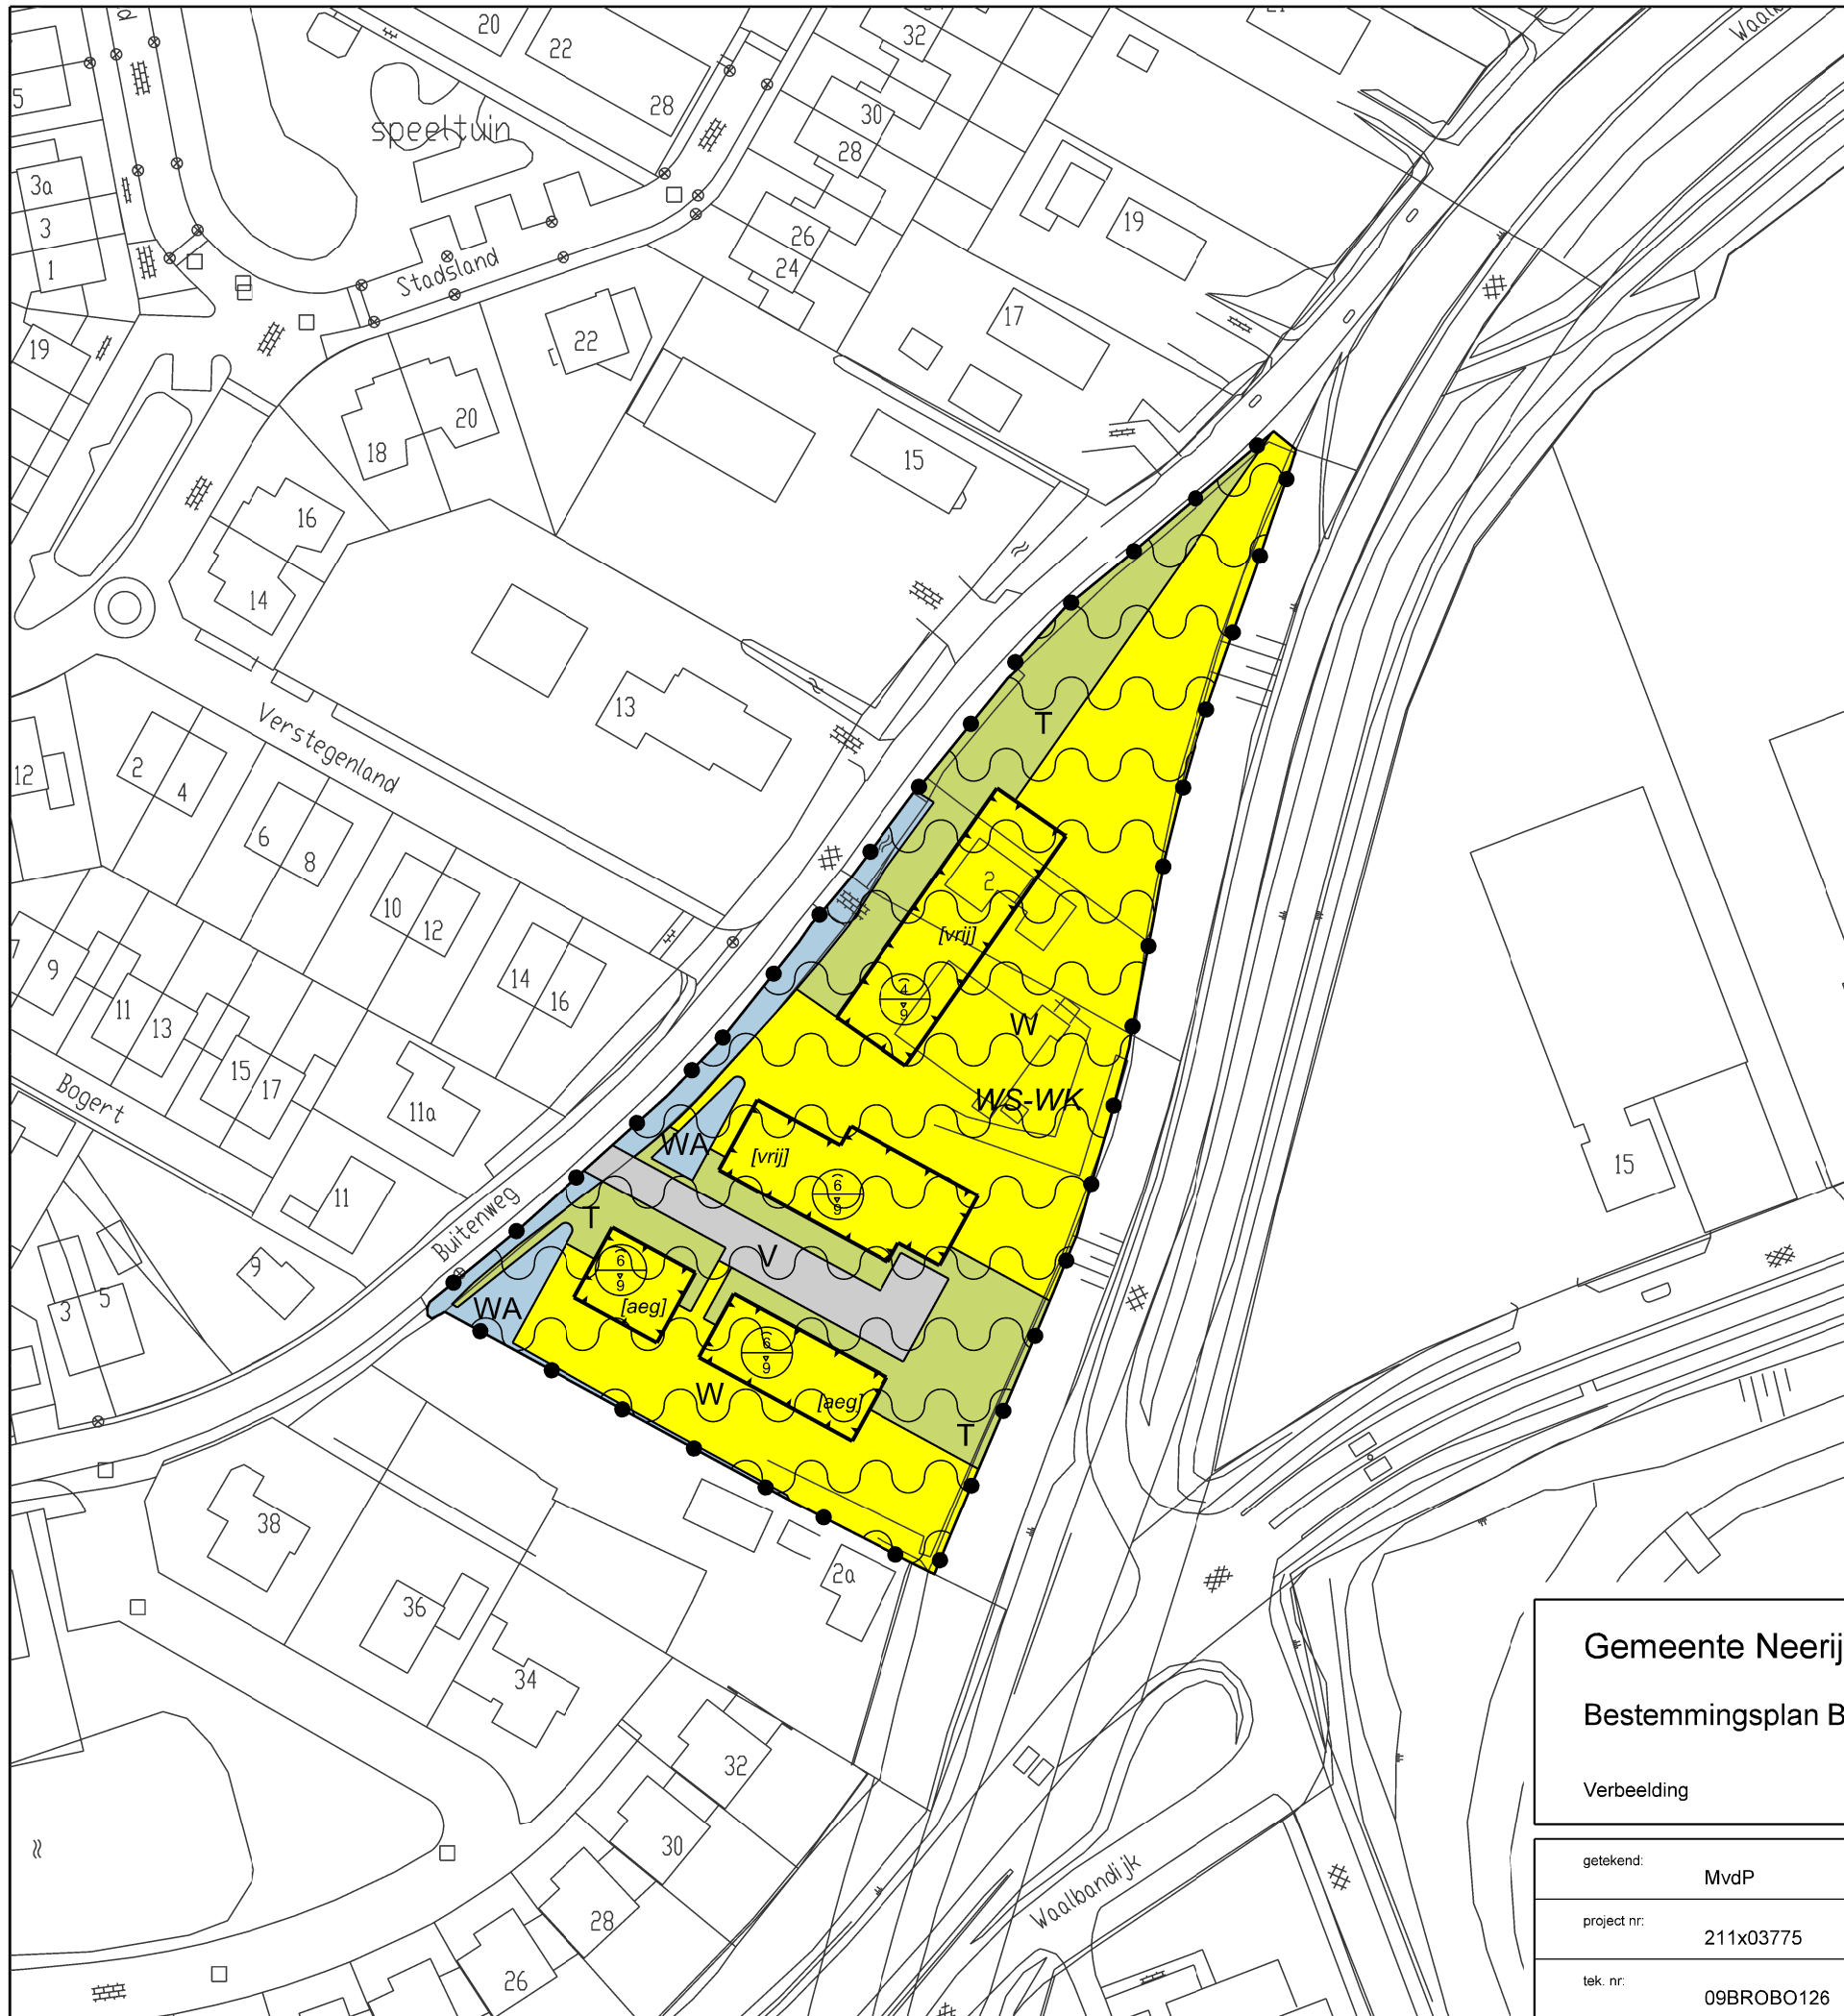 20
22
28
speeltuin
32
30
28
26
24
19
17
5
3a
3
1
19
Stadsland
22
18
20
15
16
14
13
Verstegenland
12
2
4
6
8
10
12
14
16
9
11
13
15
17
11a
Bogert
11
9
3
5
Buitenweg
T
2
[vrij]
4
9
W
WS-WK
WA
[vrij]
6
9
T
V
6
9
[aeg]
WA
6
9
W
[aeg]
T
15
38
36
34
2a
32
30
28
26
Waalbandijk
Gemeente Neerij
Bestemmingsplan B
Verbeelding
getekend: MvdP
project nr: 211x03775
tek. nr: 09BROBO126